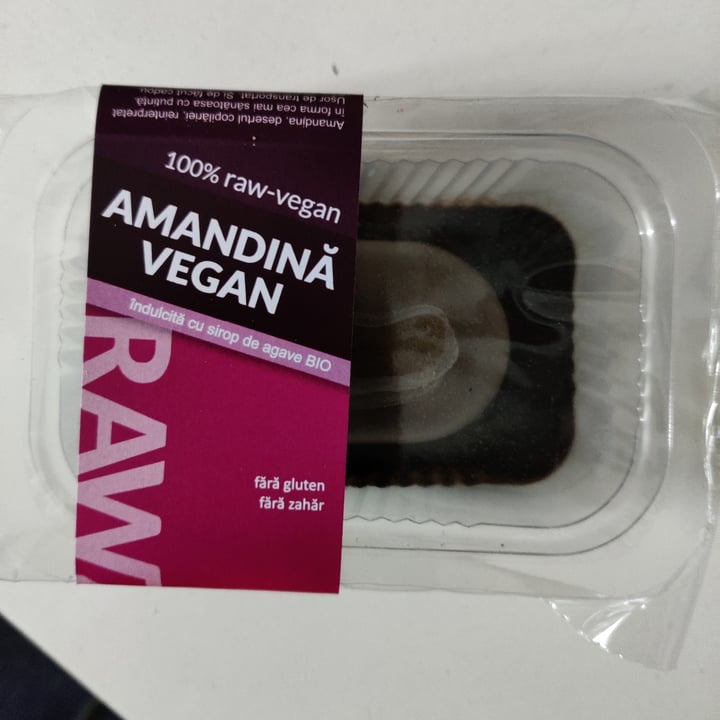 Amandina, desertul copilăriei, reinterpretat
în forma cea mai sănătoasa cu putință.
Ușor de transportat. Și de făcut cadou.
100% raw-vegan
AMANDINĂ
VEGAN
îndulcită cu sirop de agave BIO
RAW
fără gluten
fără zahăr